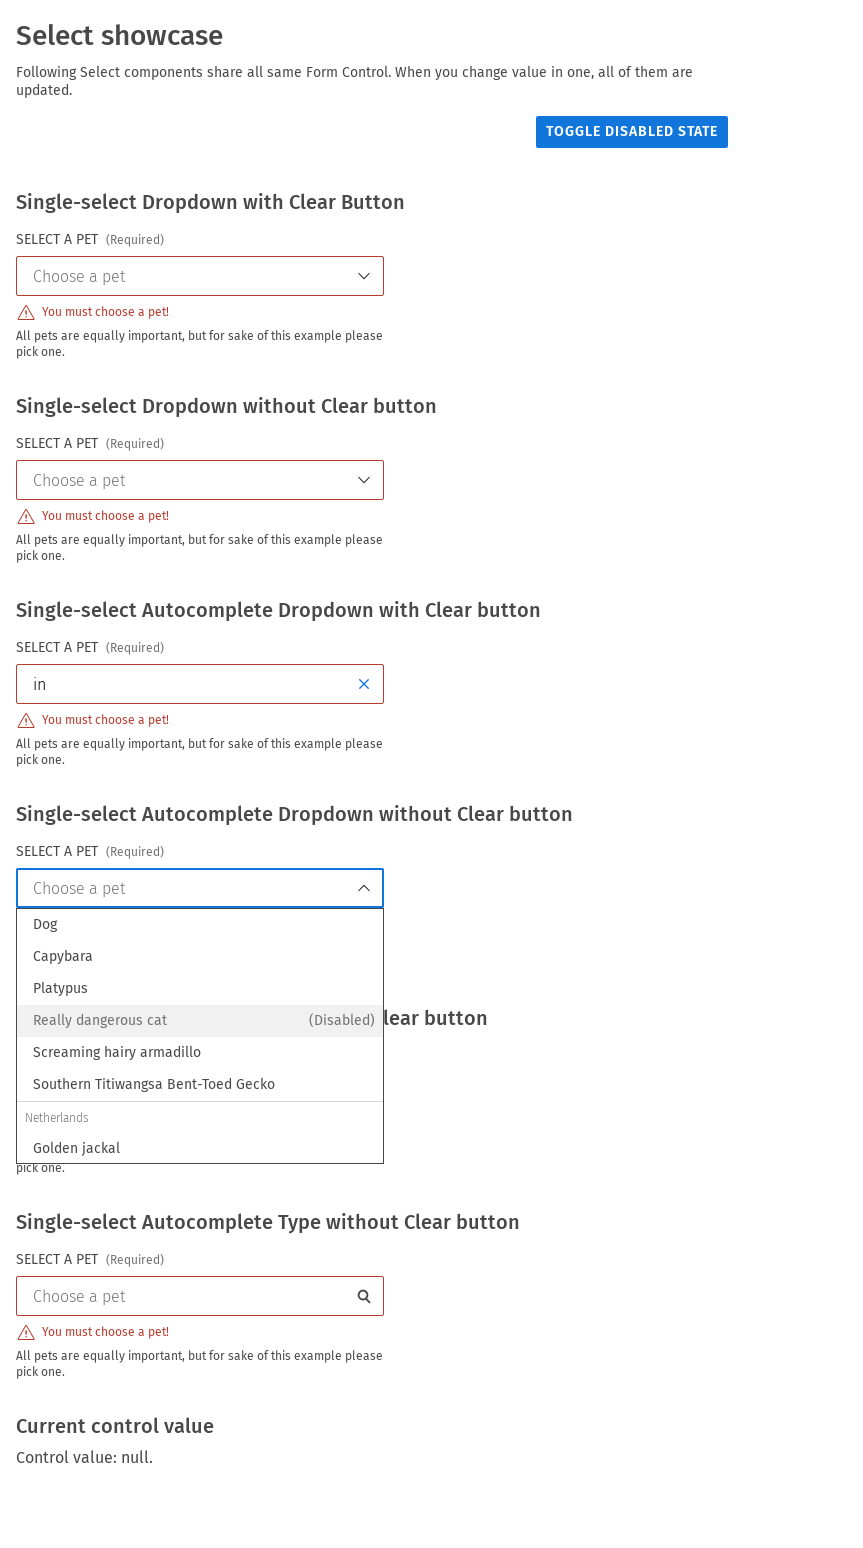 Select showcase
Following Select components share all same Form Control. When you change value in one, all of them are
updated.
TOGGLE DISABLED STATE
Single-select Dropdown with Clear Button
SELECT A PET (Required)
Choose a pet
You must choose a pet!
All pets are equally important, but for sake of this example please
pick one.
Single-select Dropdown without Clear button
SELECT A PET (Required)
Choose a pet
You must choose a pet!
All pets are equally important, but for sake of this example please
pick one.
Single-select Autocomplete Dropdown with Clear button
SELECT A PET (Required)
in
You must choose a pet!
All pets are equally important, but for sake of this example please
pick one.
Single-select Autocomplete Dropdown without Clear button
SELECT A PET (Required)
Choose a pet
Dog
Capybara
Platypus
Really dangerous cat (Disabled)
lear button
Screaming hairy armadillo
Southern Titiwangsa Bent-Toed Gecko
Netherlands
Golden jackal
pick one.
Single-select Autocomplete Type without Clear button
SELECT A PET (Required)
Choose a pet
You must choose a pet!
All pets are equally important, but for sake of this example please
pick one.
Current control value
Control value: null.